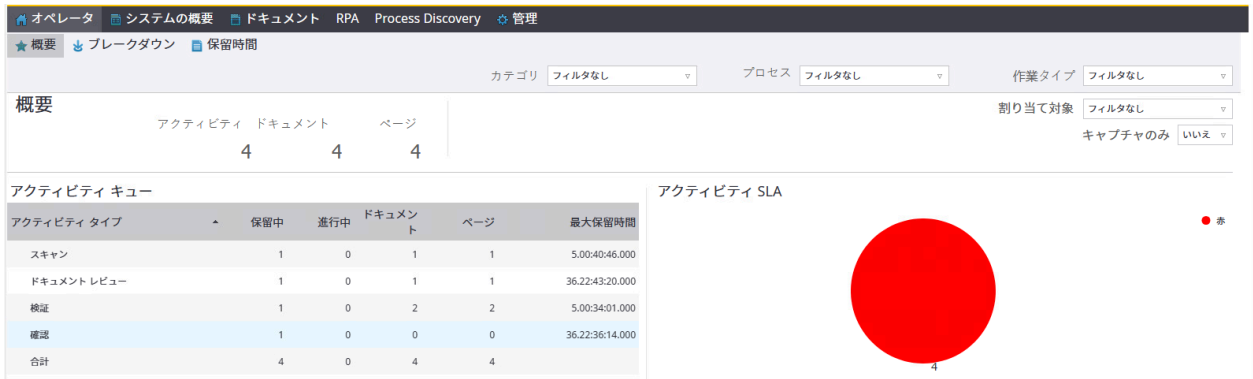 オペレータ システムの概要 ドキュメント RPA Process Discovery 管理
概要 ブレークダウン 保留時間
カテゴリ フィルタなし プロセス フィルタなし 作業タイプ フィルタなし
概要
割り当て対象 フィルタなし
アクティビティ ドキュメント ページ
キャプチャのみ いいえ
4 4 4
アクティビティ キュー
アクティビティ SLA
アクティビティ タイプ 保留中 進行中 ドキュメント ページ 最大保留時間
赤
スキャン 1 0 1 1 5.00:40:46.000
ドキュメント レビュー 1 0 1 1 36.22:43:20.000
検証 1 0 2 2 5.00:34:01.000
確認 1 0 0 0 36.22:36:14.000
合計 4 0 4 4
4